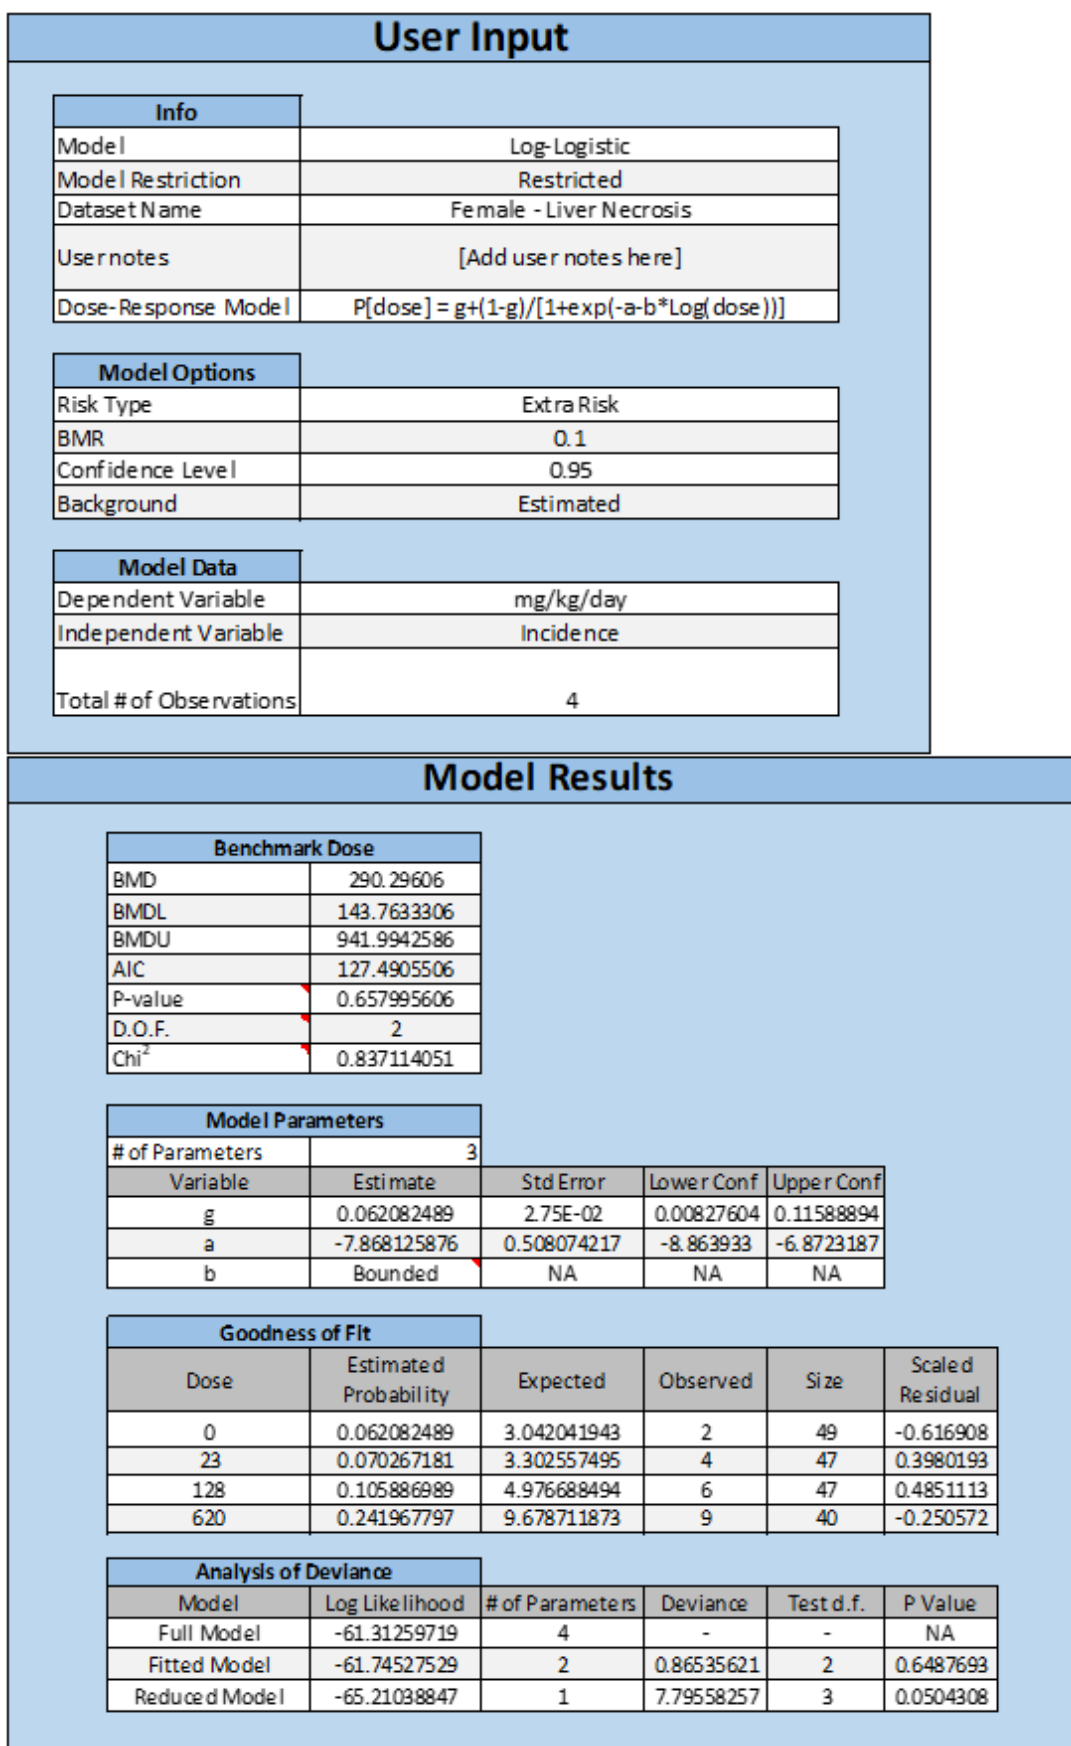 User Input
Info
Model Log-Logistic
Model Restriction Restricted
Dataset Name Female - Liver Necrosis
User notes [Add user notes here]
Dose-Response Model P[dose] = g+(1-g)/[1+exp(-a-b*Log(dose))]
Model Options
Risk Type Extra Risk
BMR 0.1
Confidence Level 0.95
Background Estimated
Model Data
Dependent Variable mg/kg/day
Independent Variable Incidence
Total # of Observations 4
Model Results
Benchmark Dose
BMD 290.29606
BMDL 143.7633306
BMDU 941.9942586
AIC 127.4905506
P-value 0.657995606
D.O.F. 2
Chi² 0.837114051
Model Parameters
# of Parameters 3
Variable Estimate Std Error Lower Conf Upper Conf
g 0.062082489 2.75E-02 0.00827604 0.11588894
a -7.868125876 0.508074217 -8.863933 -6.8723187
b Bounded NA NA NA
Goodness of Fit
Dose Estimated Probability Expected Observed Size Scaled Residual
0 0.062082489 3.042041943 2 49 -0.616908
23 0.070267181 3.302557495 4 47 0.3980193
128 0.105886989 4.976688494 6 47 0.4851113
620 0.241967797 9.678711873 9 40 -0.250572
Analysis of Deviance
Model Log Likelihood # of Parameters Deviance Test d.f. P Value
Full Model -61.31259719 4 - - NA
Fitted Model -61.74527529 2 0.86535621 2 0.6487693
Reduced Model -65.21038847 1 7.79558257 3 0.0504308